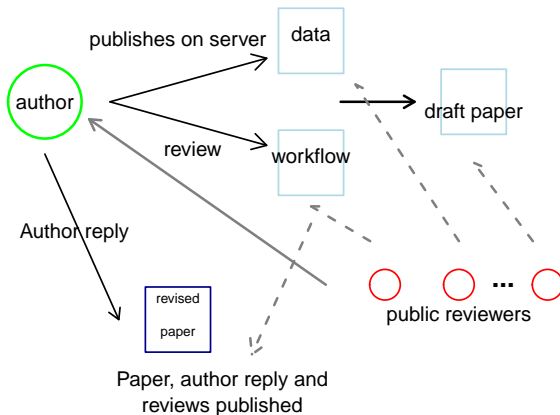 publishes on server
data
author
draft paper
review
workflow
Author reply
revised
paper
...
public reviewers
Paper, author reply and
reviews published